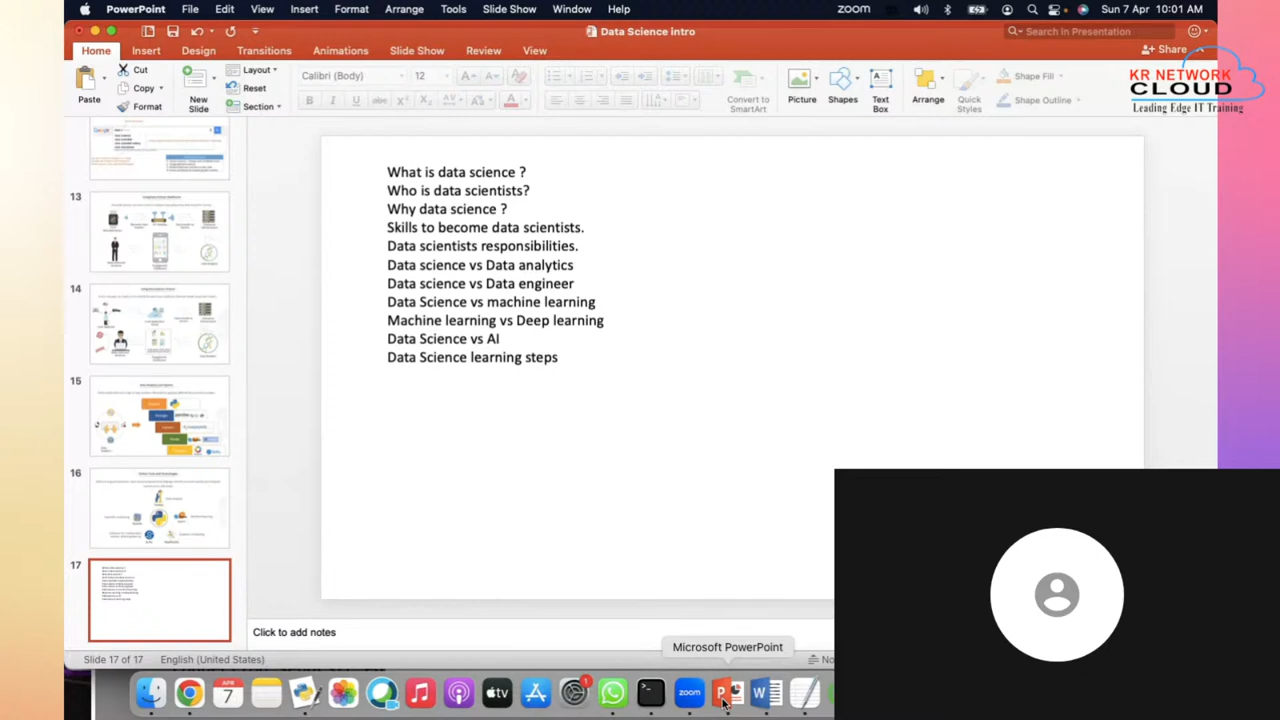 PowerPoint File Edit View Insert Format Arrange Tools Slide Show Window Help zoom Sun 7 Apr 10:01 AM
Data Science intro
Search in Presentation
Home Insert Design Transitions Animations Slide Show Review View Share
Paste Cut Copy Format New Slide Layout Reset Section Calibri (Body) 12 Convert to SmartArt Picture Shapes Text Box Arrange Quick Styles Shape Fill Shape Outline
KR NETWORK
CLOUD
Leading Edge IT Training
What is data science ?
Who is data scientists?
Why data science ?
Skills to become data scientists.
Data scientists responsibilities.
Data science vs Data analytics
Data science vs Data engineer
Data Science vs machine learning
Machine learning vs Deep learning
Data Science vs AI
Data Science learning steps
13
14
15
16
17
Click to add notes
Microsoft PowerPoint
Slide 17 of 17 English (United States)
APR
7
tv
1
zoom
P
W